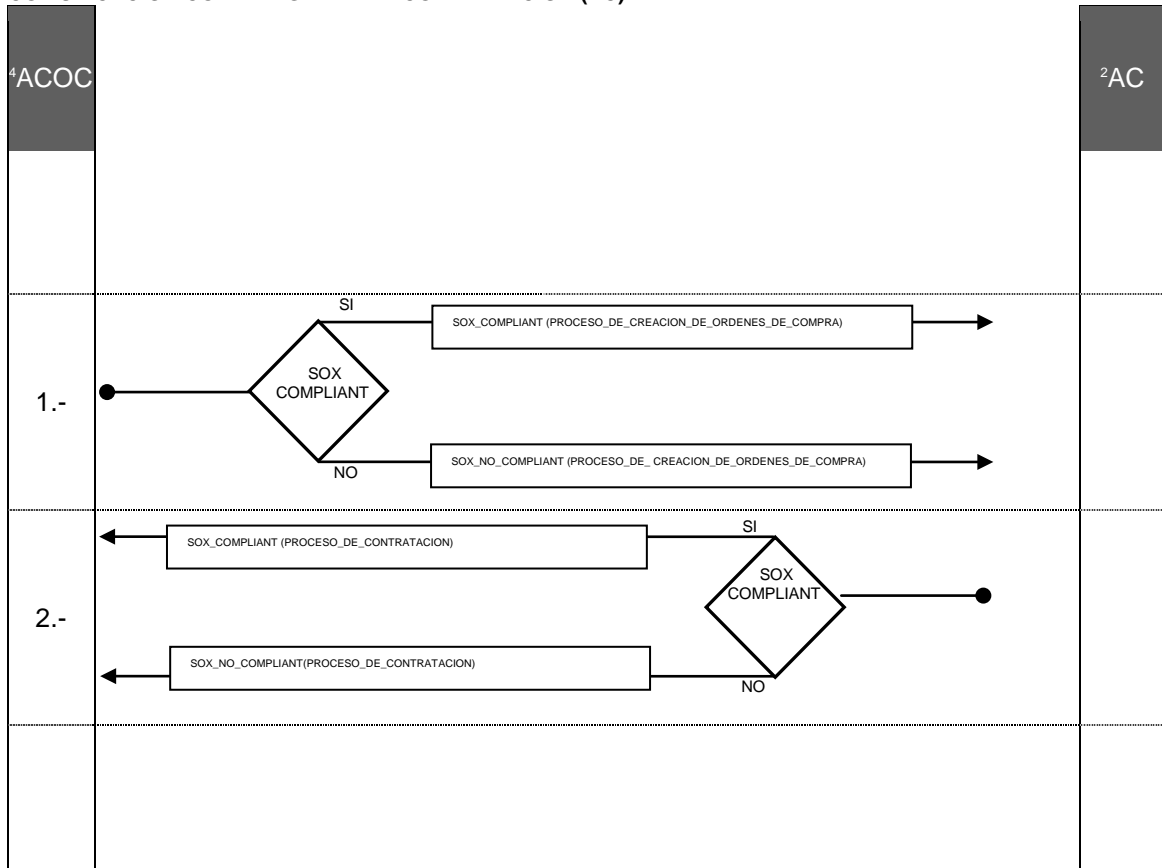 ⁴ACOC
²AC
1.-
SI
SOX
COMPLIANT
NO
SOX_COMPLIANT (PROCESO_DE_CREACION_DE_ORDENES_DE_COMPRA)
SOX_NO_COMPLIANT (PROCESO_DE_ CREACION_DE_ORDENES_DE_COMPRA)
2.-
SOX_COMPLIANT (PROCESO_DE_CONTRATACION)
SOX_NO_COMPLIANT(PROCESO_DE_CONTRATACION)
SI
SOX
COMPLIANT
NO